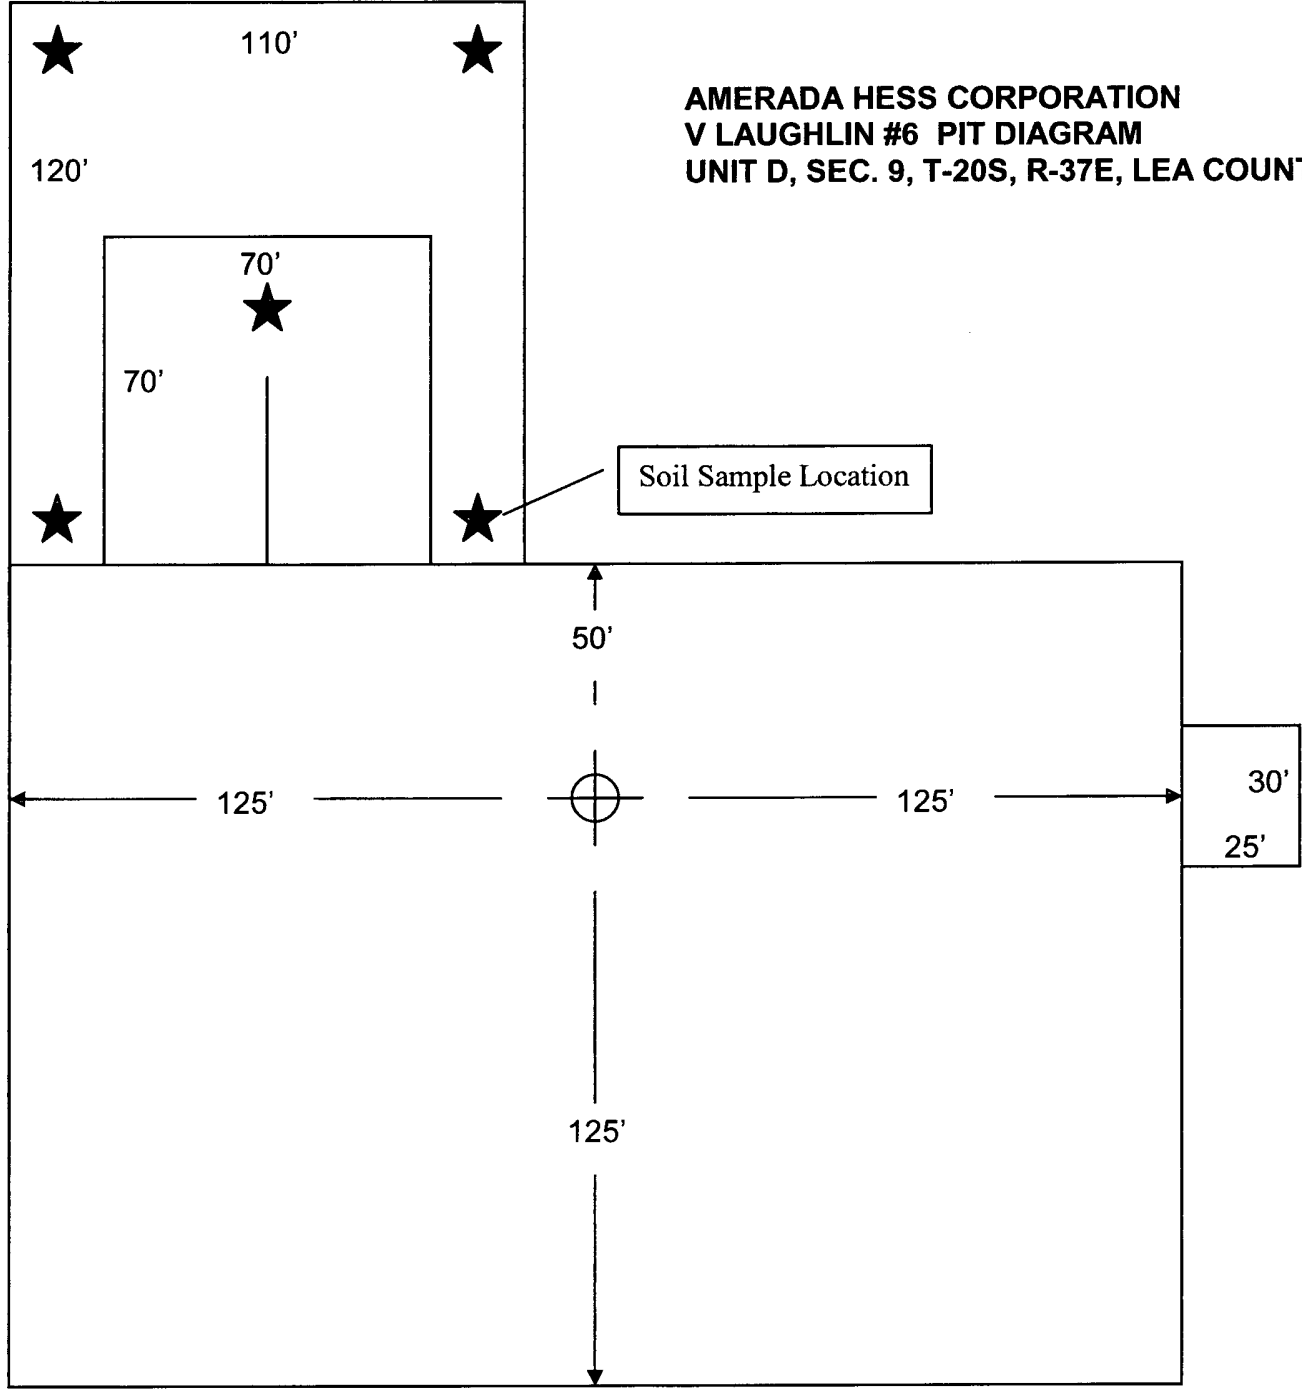 110'
AMERADA HESS CORPORATION
V LAUGHLIN #6 PIT DIAGRAM
UNIT D, SEC. 9, T-20S, R-37E, LEA COUN
120'
70'
70'
Soil Sample Location
50'
125'
125'
30'
25'
125'